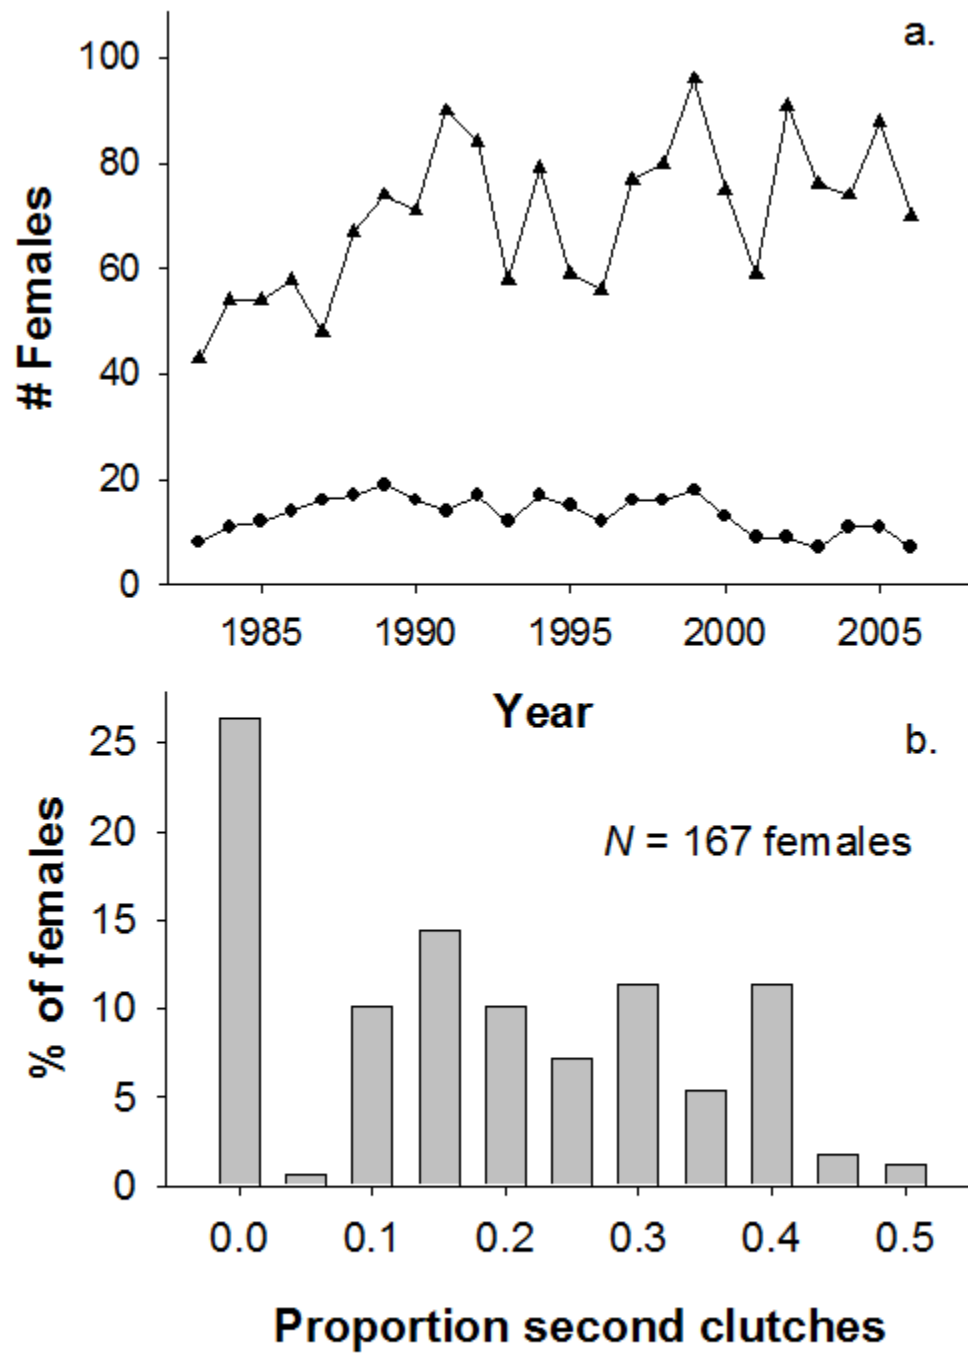 a.
100
80
60
40
20
0
# Females
1985 1990 1995 2000 2005
Year
b.
N = 167 females
25
20
15
10
5
0
% of females
0.0 0.1 0.2 0.3 0.4 0.5
Proportion second clutches